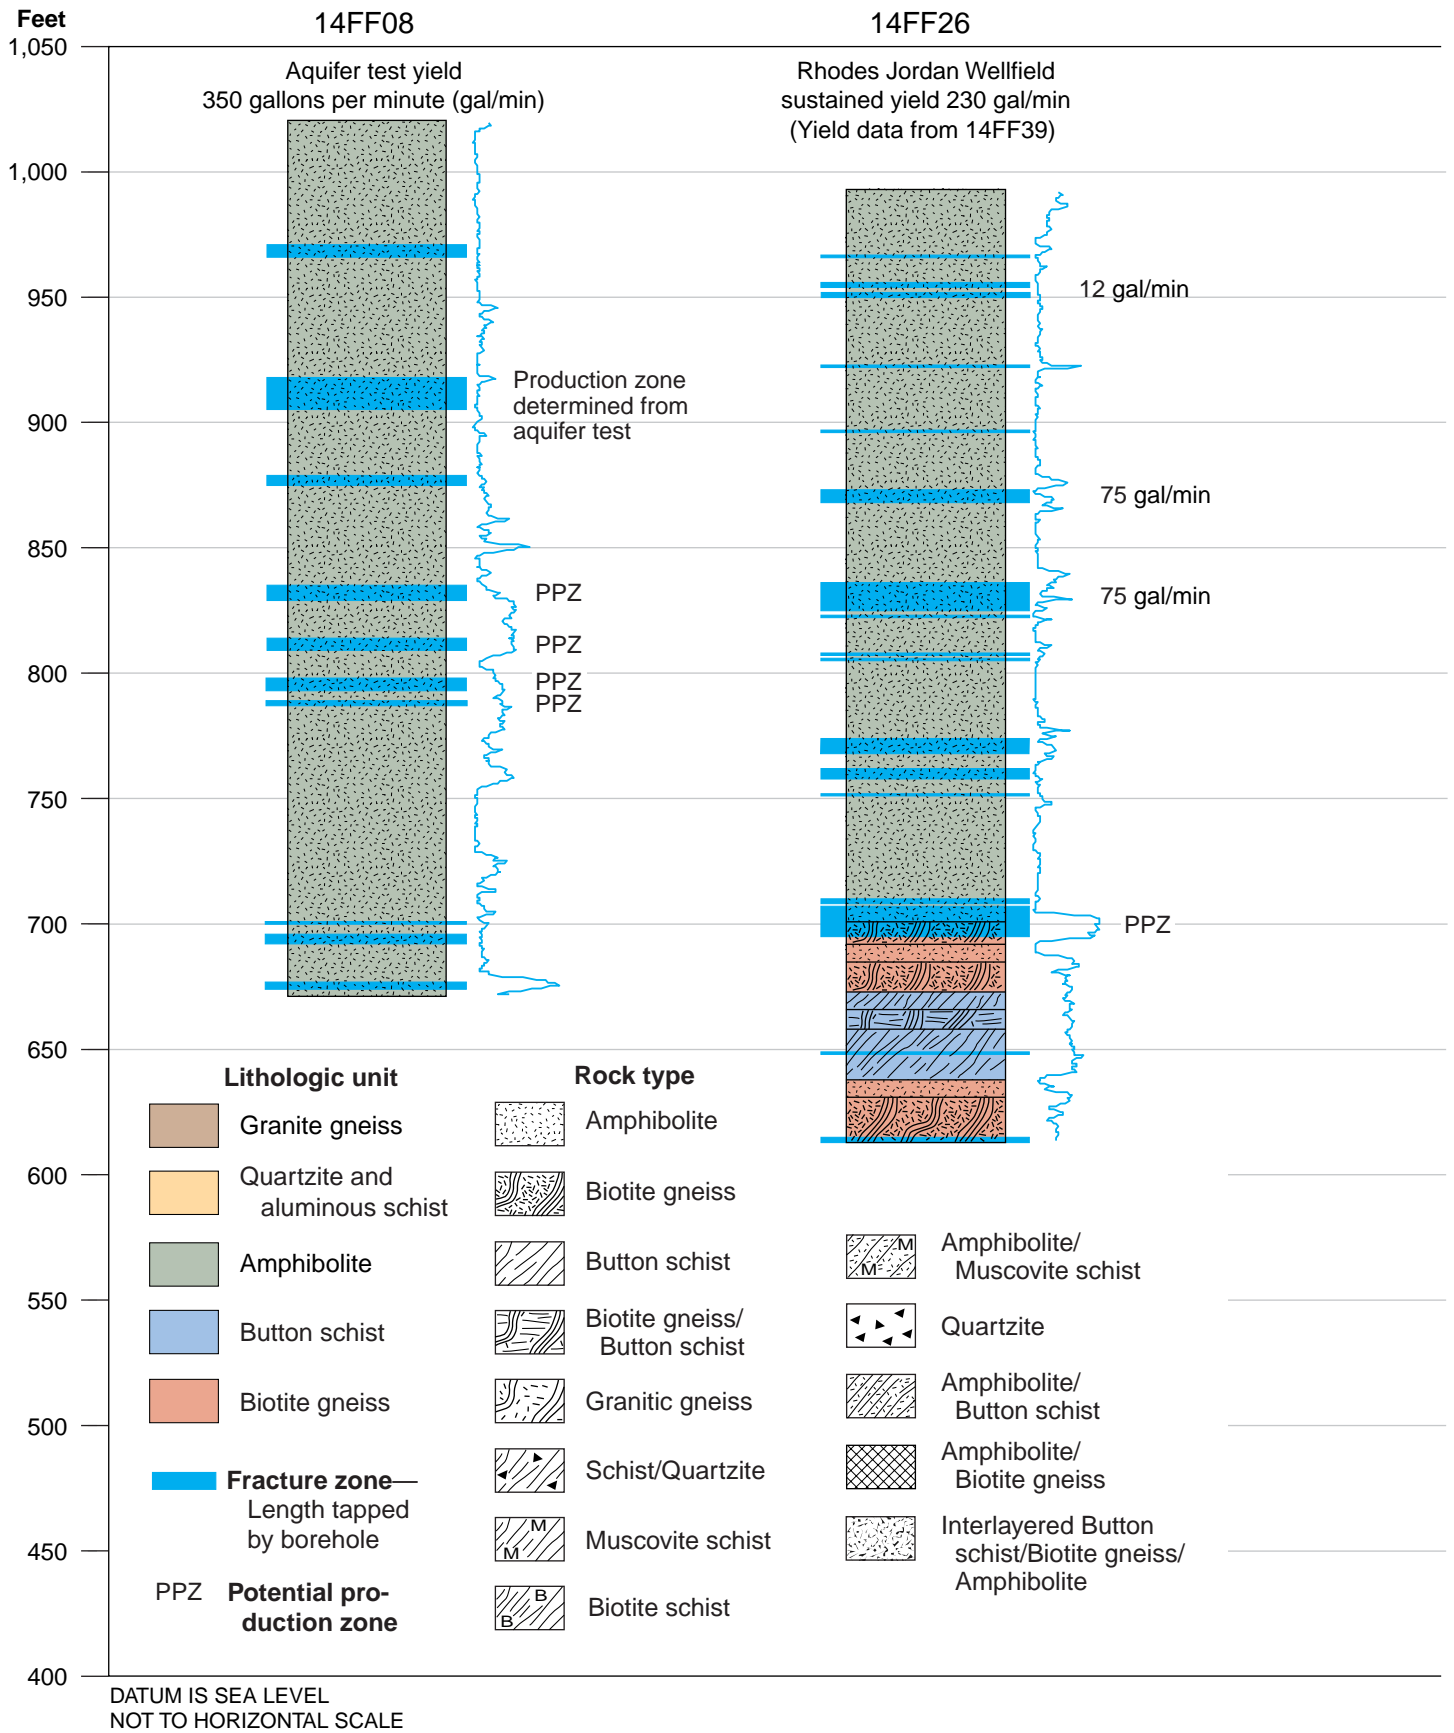 Feet
14FF08
14FF26
1,050
Aquifer test yield
350 gallons per minute (gal/min)
Rhodes Jordan Wellfield
sustained yield 230 gal/min
(Yield data from 14FF39)
1,000
950
12 gal/min
Production zone
determined from
aquifer test
900
75 gal/min
850
PPZ
75 gal/min
PPZ
800
PPZ
PPZ
750
700
PPZ
650
Lithologic unit
Granite gneiss
Quartzite and
aluminous schist
Amphibolite
Button schist
Biotite gneiss
Fracture zone—
Length tapped
by borehole
PPZ Potential pro-
duction zone
Rock type
Amphibolite
Biotite gneiss
Button schist
Biotite gneiss/
Button schist
Granitic gneiss
Schist/Quartzite
M
M
Muscovite schist
B
B
Biotite schist
M
M
Amphibolite/
Muscovite schist
Quartzite
Amphibolite/
Button schist
Amphibolite/
Biotite gneiss
Interlayered Button
schist/Biotite gneiss/
Amphibolite
600
550
500
450
400
DATUM IS SEA LEVEL
NOT TO HORIZONTAL SCALE